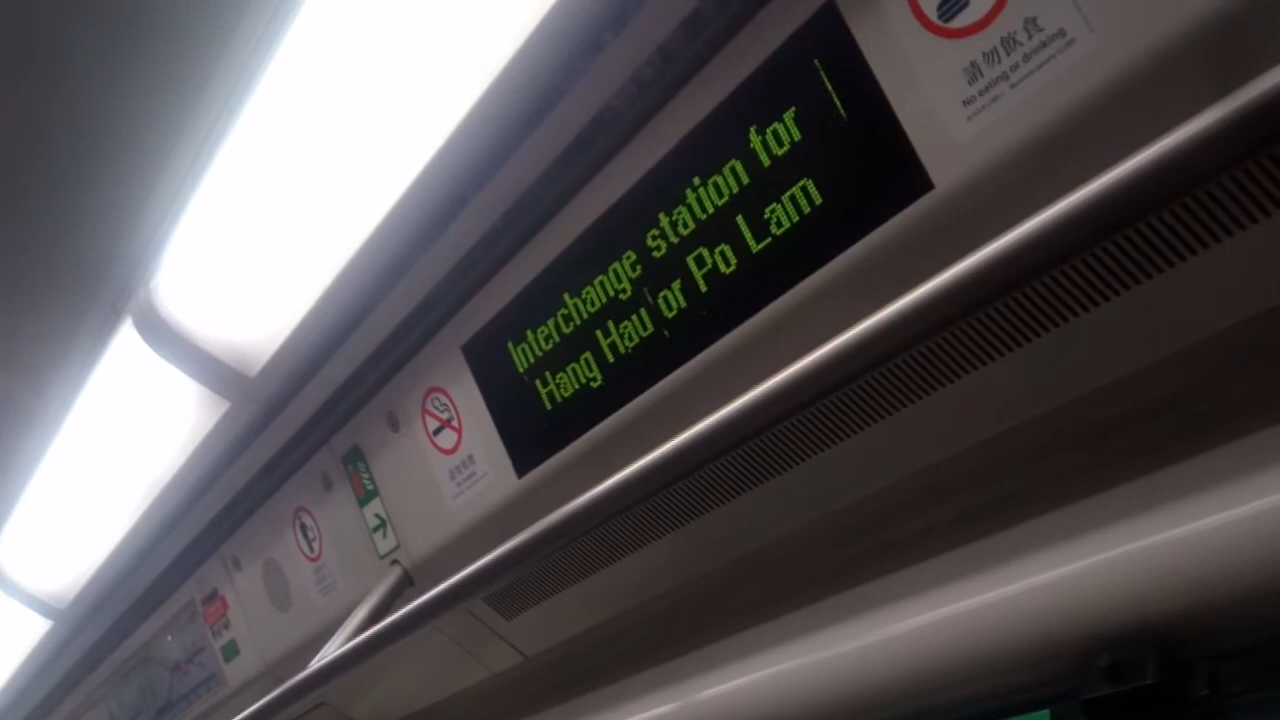 Interchange station for
Hang Hau or Po Lam
請勿飲食
No eating or drinking